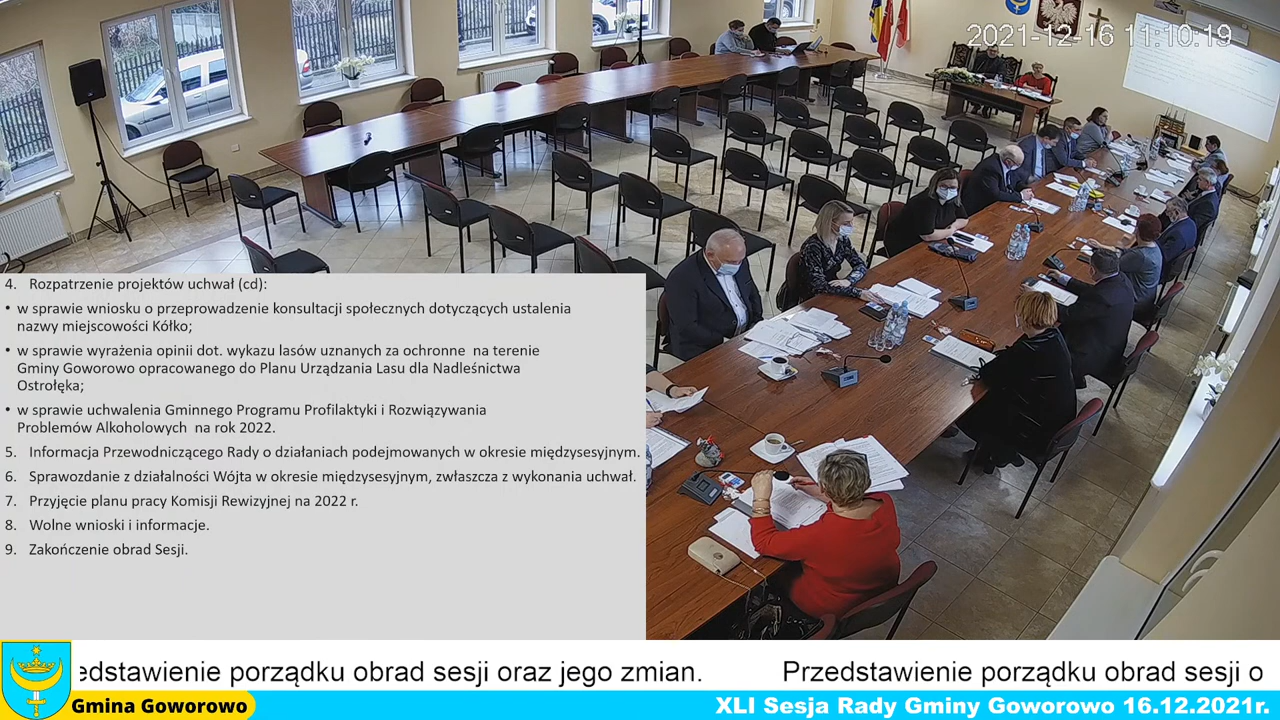 2021-12-16 11:10:19
4. Rozpatrzenie projektów uchwał (cd):
• w sprawie wniosku o przeprowadzenie konsultacji społecznych dotyczących ustalenia
nazwy miejscowości Kółko;
• w sprawie wyrażenia opinii dot. wykazu lasów uznanych za ochronne na terenie
Gminy Goworowo opracowanego do Planu Urządzania Lasu dla Nadleśnictwa
Ostrołęka;
• w sprawie uchwalenia Gminnego Programu Profilaktyki i Rozwiązywania
Problemów Alkoholowych na rok 2022.
5. Informacja Przewodniczącego Rady o działaniach podejmowanych w okresie międzysesyjnym.
6. Sprawozdanie z działalności Wójta w okresie międzysesyjnym, zwłaszcza z wykonania uchwał.
7. Przyjęcie planu pracy Komisji Rewizyjnej na 2022 r.
8. Wolne wnioski i informacje.
9. Zakończenie obrad Sesji.
edstawienie porządku obrad sesji oraz jego zmian. Przedstawienie porządku obrad sesji o
Gmina Goworowo
XLI Sesja Rady Gminy Goworowo 16.12.2021r.